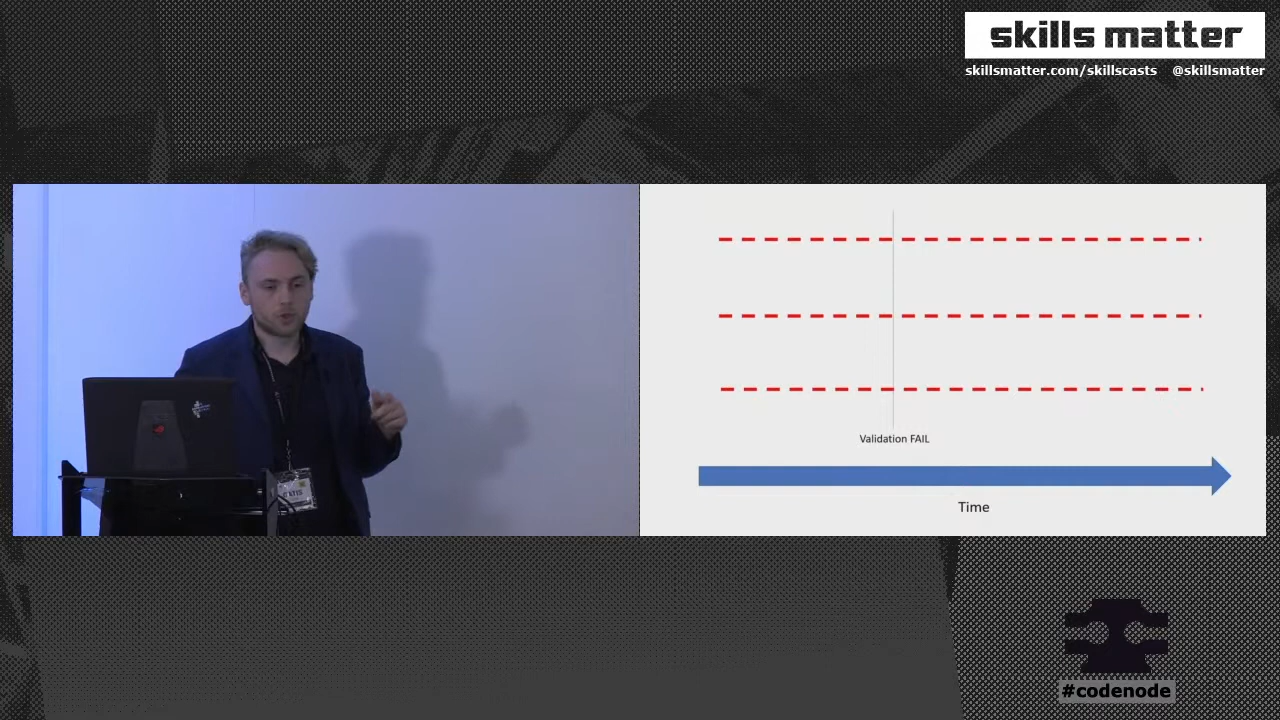 skills matter
skillsmatter.com/skillscasts @skillsmatter
Validation FAIL
Time
#codenode